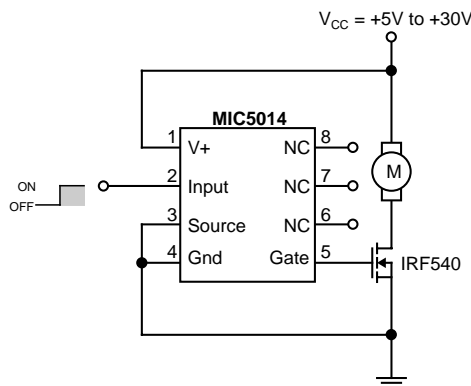 V_CC = +5V to +30V
MIC5014
1 V+ NC 8
2 Input NC 7
3 Source NC 6
4 Gnd Gate 5
ON
OFF
M
IRF540